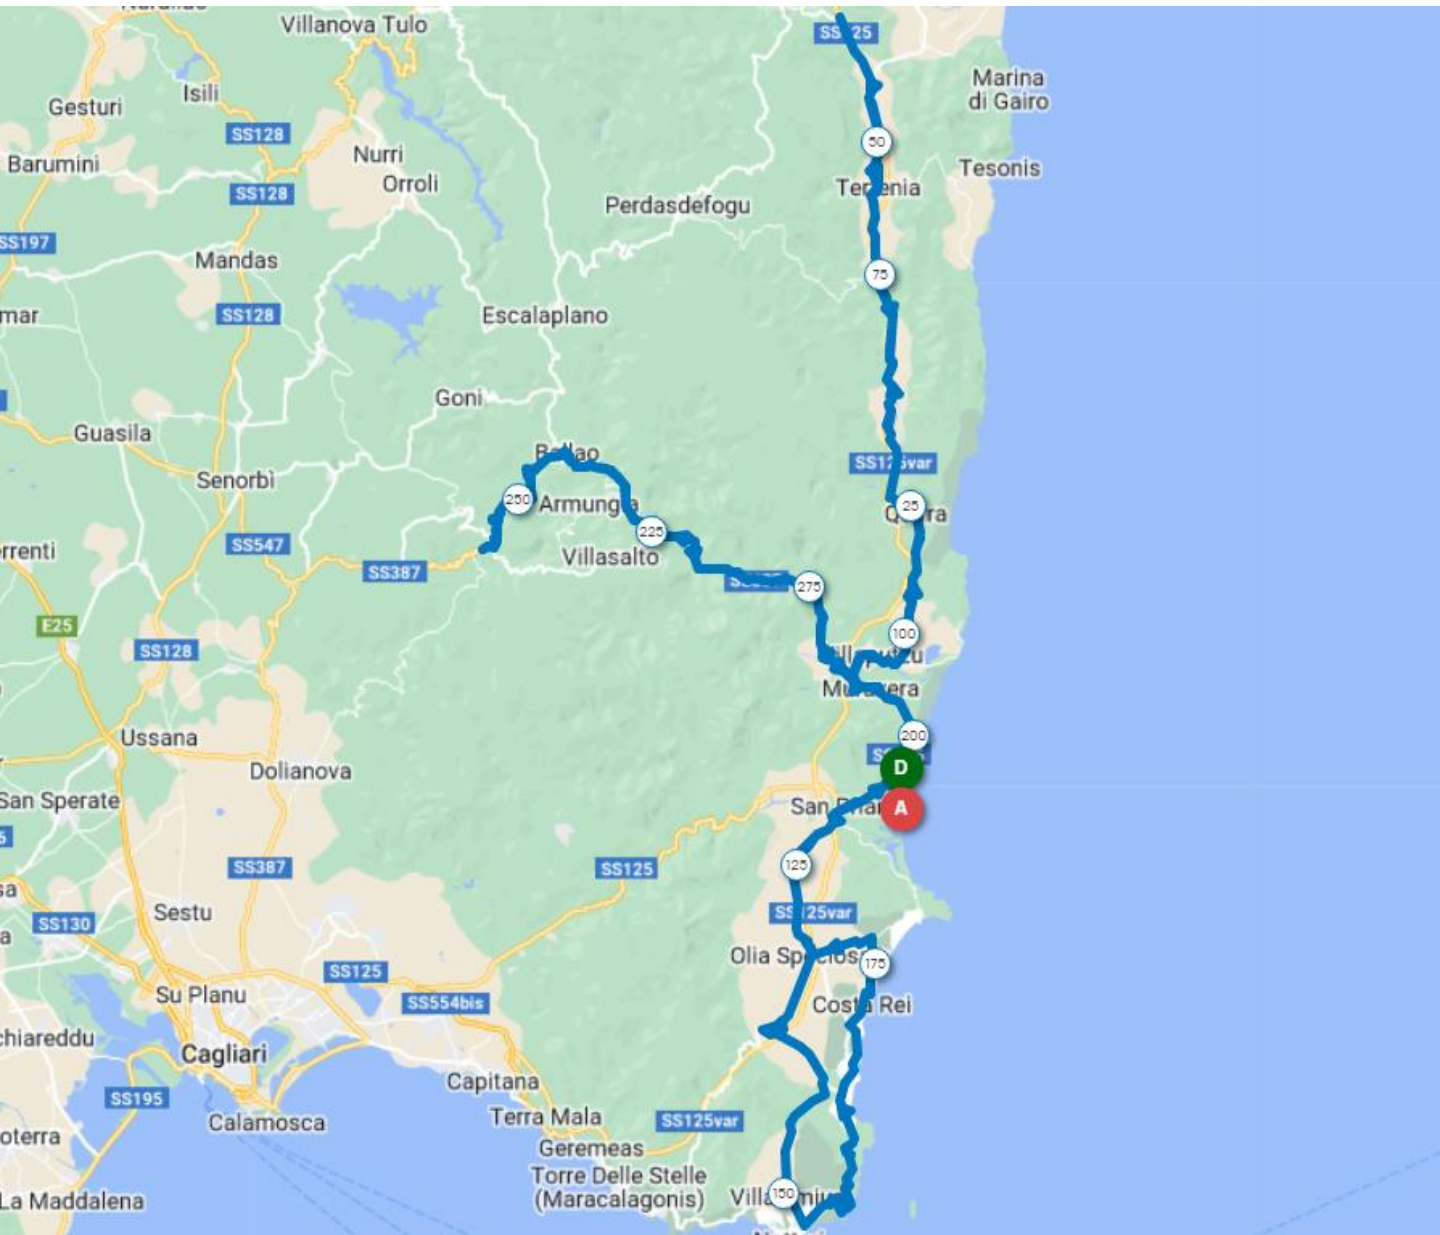 Villanova Tulo
SS125
Marina
di Gairo
Isili
Gesturi
SS128
50
Nurri
Barumini
Tesonis
Orroli
SS128
Perdasdefogu
SS197
Mandas
75
SS128
Escalaplano
Goni
Guasila
SS125var
Senorbì
250
Armungia
25
225
SS547
Villasalto
SS387
275
E25
100
SS128
Muravera
Ussana
200
D
Dolianova
San Sperate
A
125
SS387
SS125
Sestu
SS125var
SS130
Olia Speciosa
175
SS125
Su Planu
SS554bis
Costa Rei
Cagliari
Capitana
SS195
Terra Mala
Calamosca
SS125var
Geremeas
Torre Delle Stelle
(Maracalagonis)
150
La Maddalena